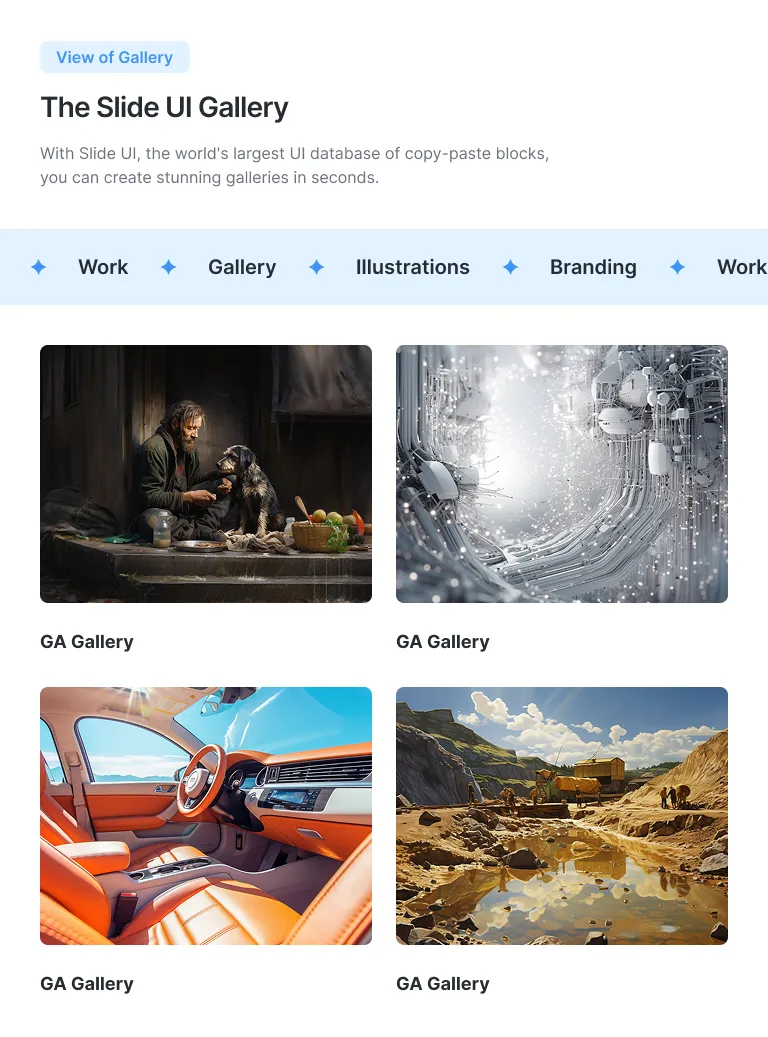 View of Gallery
The Slide UI Gallery
With Slide UI, the world's largest UI database of copy-paste blocks,
you can create stunning galleries in seconds.
Work Gallery Illustrations Branding Work
GA Gallery GA Gallery
GA Gallery GA Gallery